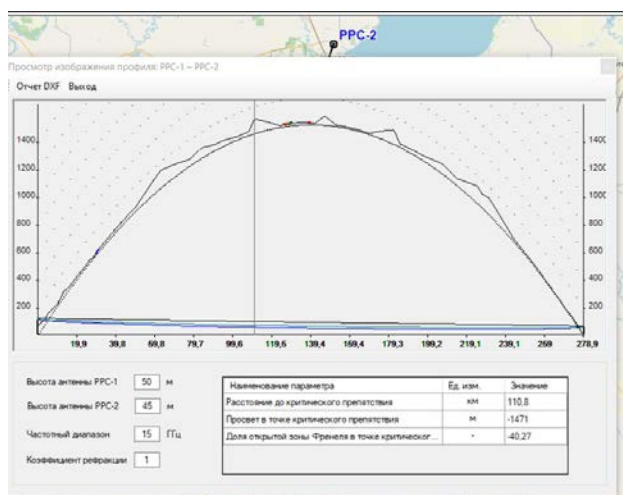 РРС-2
Просмотр изображения профиля: РРС-1 – РРС-2
Отчет DXF Выход
1400 1400
1200 1200
1000 1000
800 800
600 600
400 400
200 200
19,9 39,8 59,8 79,7 99,6 119,5 139,4 159,4 179,3 199,2 219,1 239,1 259 278,9
Высота антенны РРС-1 50 м
Высота антенны РРС-2 45 м
Частотный диапазон 15 ГГц
Коэффициент рефракции 1
Наименование параметра Ед. изм. Значение
Расстояние до критического препятствия км 110,8
Просвет в точке критического препятствия м -1471
Доля открытой зоны Френеля в точке критическог... - -40,27